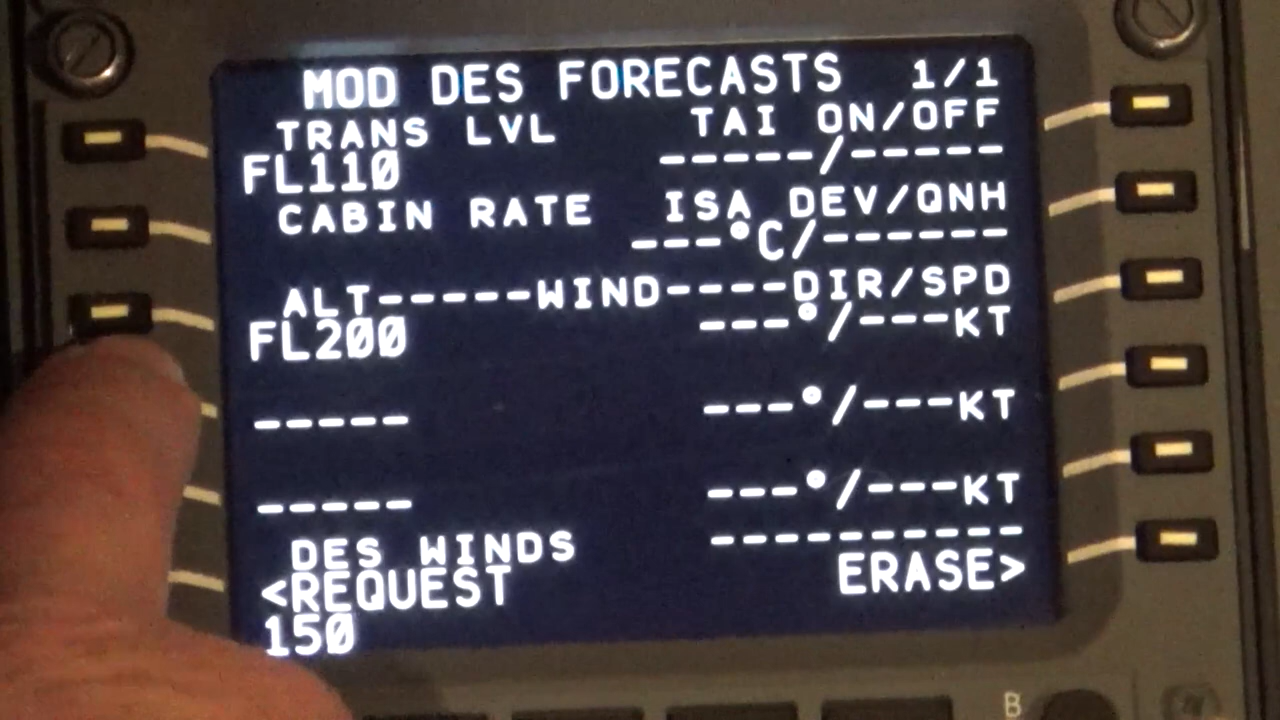 MOD DES FORECASTS 1/1
TRANS LVL TAI ON/OFF
FL110 -----/-----
CABIN RATE ISA DEV/QNH
---°C/------
ALT-----WIND----DIR/SPD
FL200 ---°/---KT
----- ---°/---KT
----- ---°/---KT
DES WINDS ----------
<REQUEST ERASE>
150
B